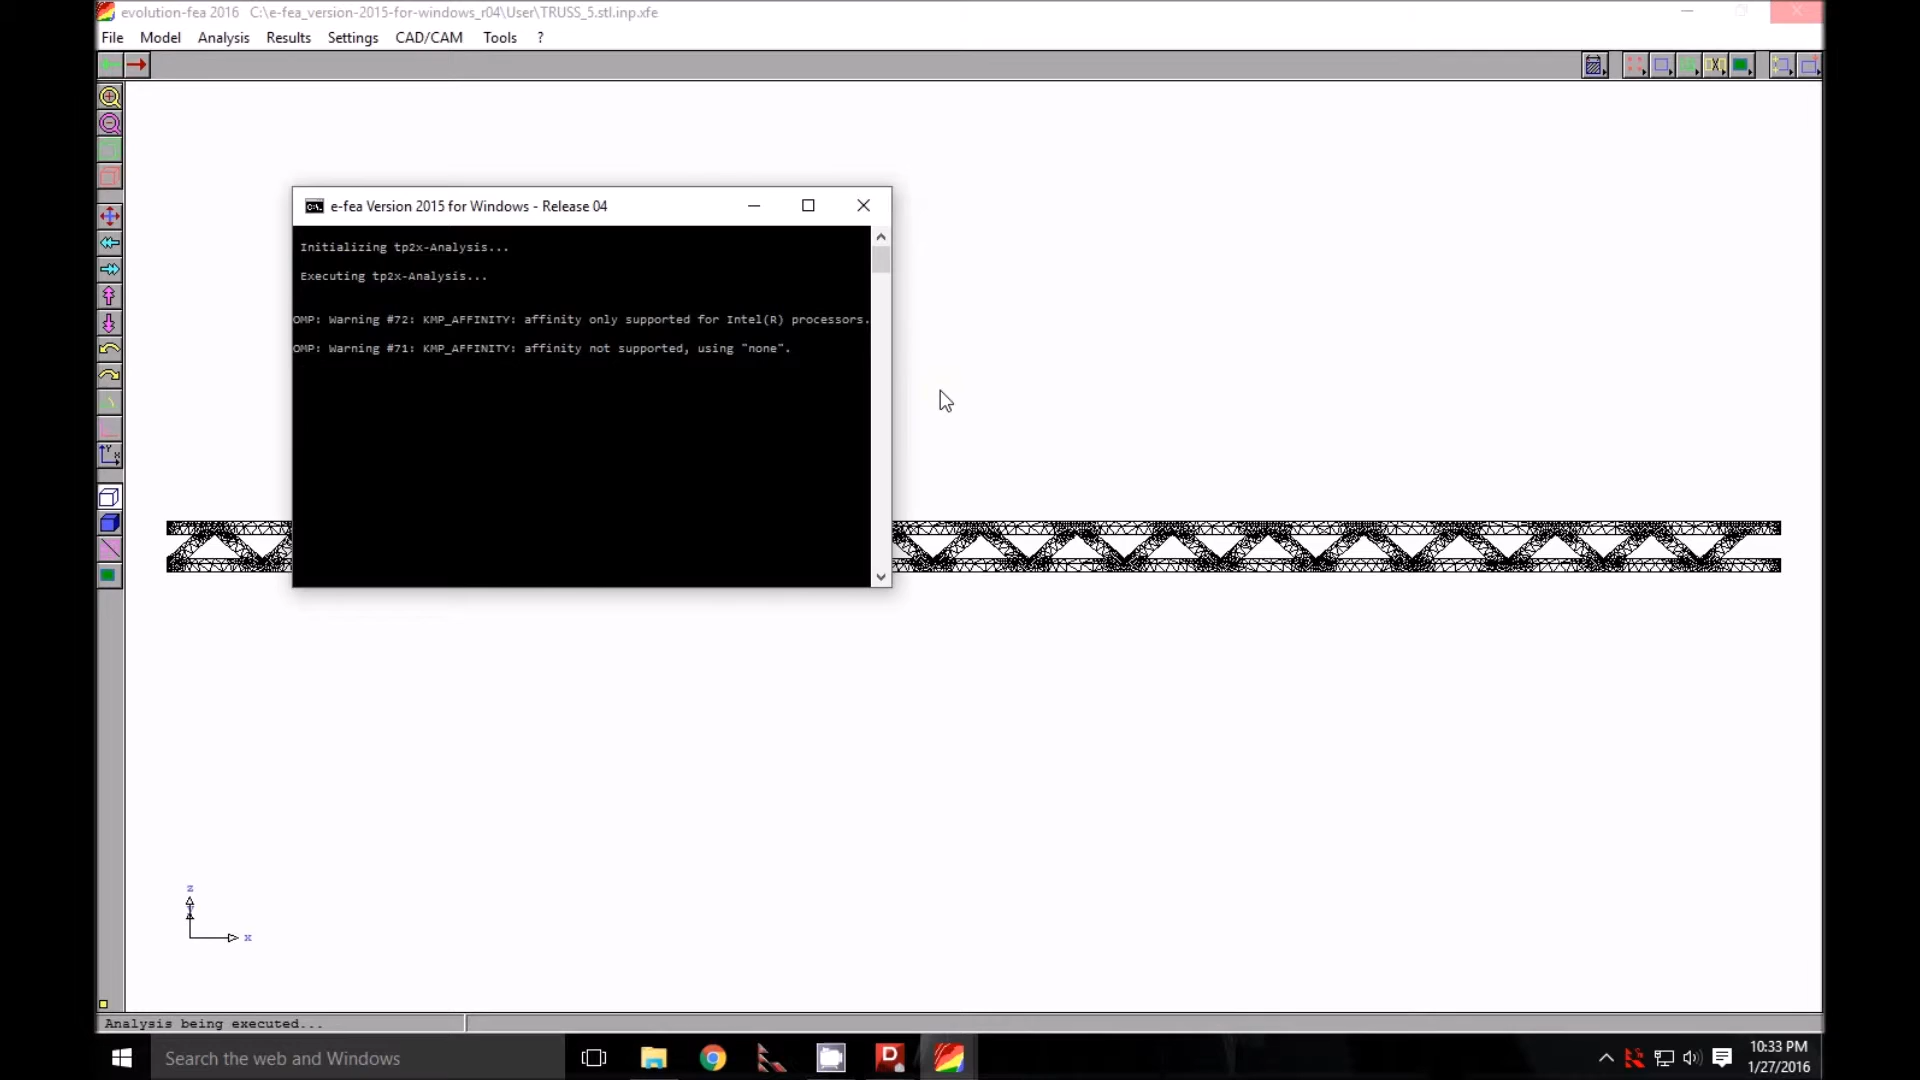 evolution-fea 2016   C:\e-fea_version-2015-for-windows_r04\User\TRUSS_5.stl.inp.xfe
File Model Analysis Results Settings CAD/CAM Tools ?
e-fea Version 2015 for Windows - Release 04
Initializing tp2x-Analysis...
Executing tp2x-Analysis...
OMP: Warning #72: KMP_AFFINITY: affinity only supported for Intel(R) processors.
OMP: Warning #71: KMP_AFFINITY: affinity not supported, using "none".
z
x
Analysis being executed...
Search the web and Windows
10:33 PM
1/27/2016